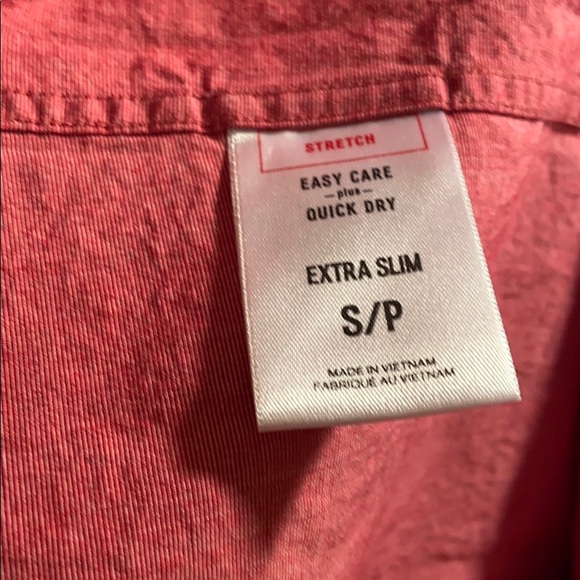 STRETCH
EASY CARE
-plus-
QUICK DRY
EXTRA SLIM
S/P
MADE IN VIETNAM
FABRIQUÉ AU VIETNAM